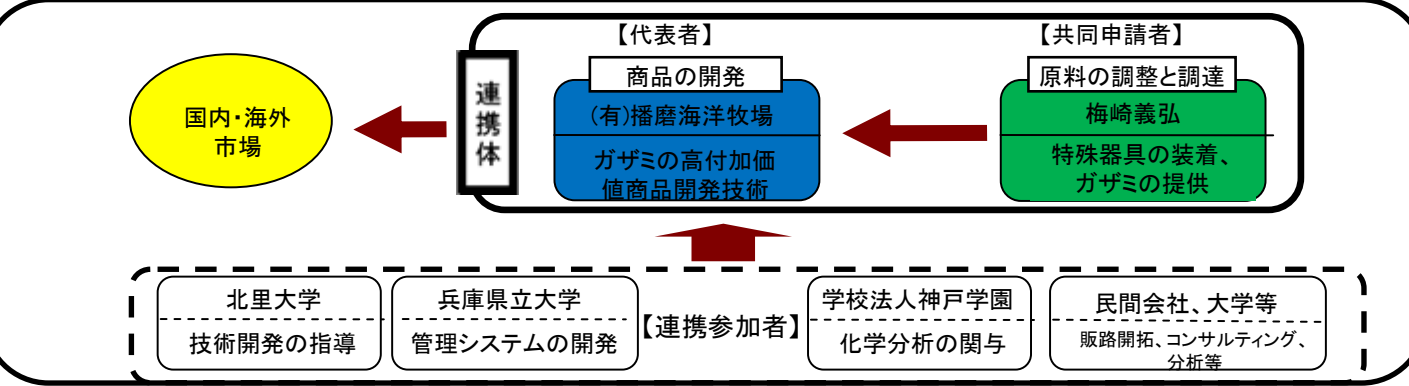 【代表者】
【共同申請者】
商品の開発
原料の調整と調達
連携体
国内・海外
市場
(有)播磨海洋牧場
ガザミの高付加価
値商品開発技術
梅崎義弘
特殊器具の装着、
ガザミの提供
北里大学
技術開発の指導
兵庫県立大学
管理システムの開発
【連携参加者】
学校法人神戸学園
化学分析の関与
民間会社、大学等
販路開拓、コンサルティング、
分析等